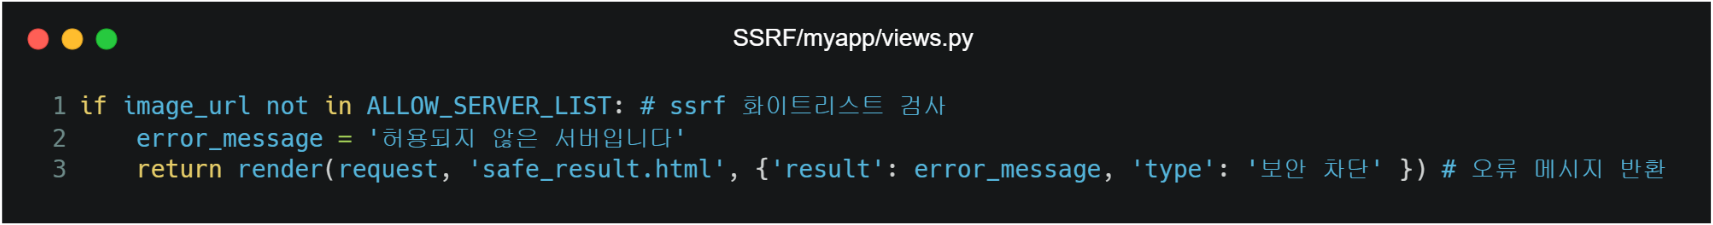 SSRF/myapp/views.py
1 if image_url not in ALLOW_SERVER_LIST: # ssrf 화이트리스트 검사
2     error_message = '허용되지 않은 서버입니다'
3     return render(request, 'safe_result.html', {'result': error_message, 'type': '보안 차단' }) # 오류 메시지 반환